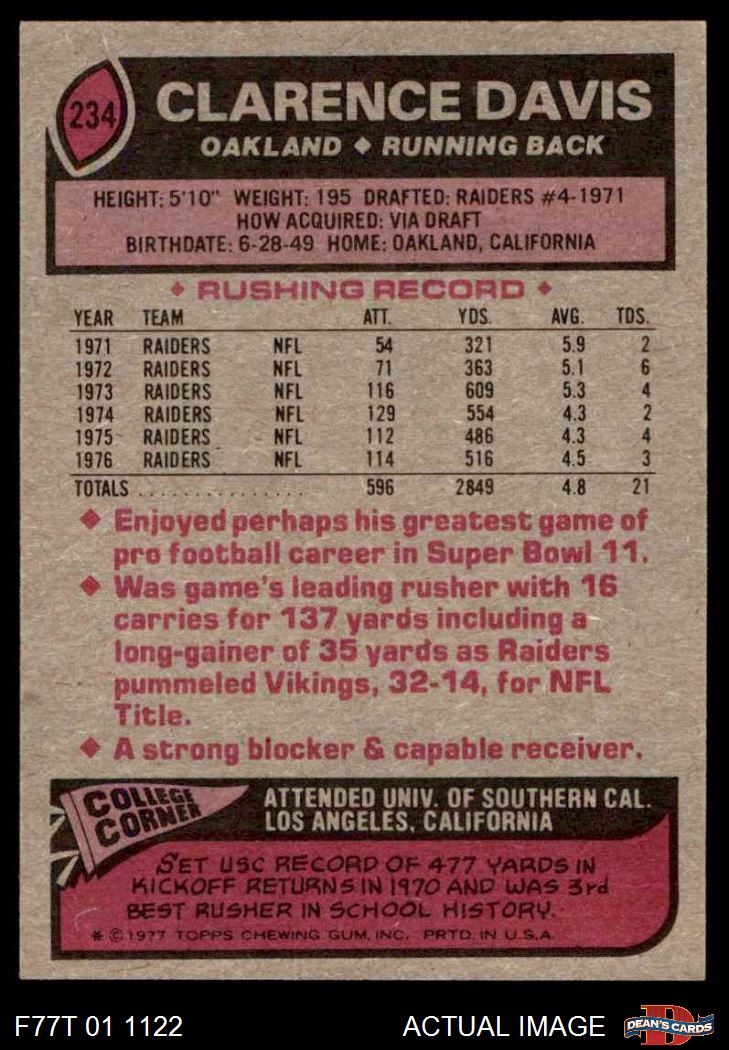 234
CLARENCE DAVIS
OAKLAND ◆ RUNNING BACK
HEIGHT: 5'10" WEIGHT: 195 DRAFTED: RAIDERS #4-1971
HOW ACQUIRED: VIA DRAFT
BIRTHDATE: 6-28-49 HOME: OAKLAND, CALIFORNIA
◆ RUSHING RECORD ◆
YEAR TEAM ATT. YDS. AVG. TDS.
1971 RAIDERS NFL 54 321 5.9 2
1972 RAIDERS NFL 71 363 5.1 6
1973 RAIDERS NFL 116 609 5.3 4
1974 RAIDERS NFL 129 554 4.3 2
1975 RAIDERS NFL 112 486 4.3 4
1976 RAIDERS NFL 114 516 4.5 3
TOTALS ................ 596 2849 4.8 21
◆ Enjoyed perhaps his greatest game of
pro football career in Super Bowl 11.
◆ Was game's leading rusher with 16
carries for 137 yards including a
long-gainer of 35 yards as Raiders
pummeled Vikings, 32-14, for NFL
Title.
◆ A strong blocker & capable receiver.
COLLEGE
CORNER
ATTENDED UNIV. OF SOUTHERN CAL.
LOS ANGELES, CALIFORNIA
SET USC RECORD OF 477 YARDS IN
KICKOFF RETURNS IN 1970 AND WAS 3rd
BEST RUSHER IN SCHOOL HISTORY.
* © 1977 TOPPS CHEWING GUM, INC. PRTD. IN U.S.A.
F77T 01 1122
ACTUAL IMAGE
D
DEAN'S CARDS